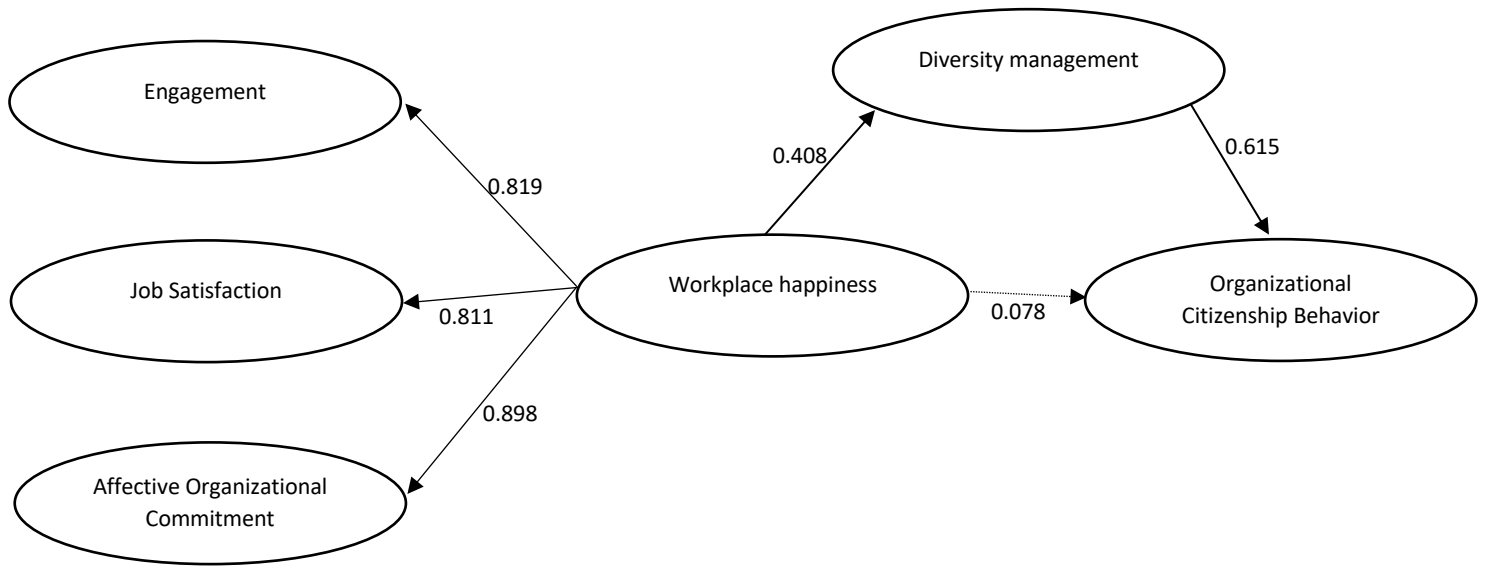 Diversity management
Engagement
0.615
0.408
0.819
Workplace happiness
Organizational
Citizenship Behavior
Job Satisfaction
0.811
0.078
0.898
Affective Organizational
Commitment